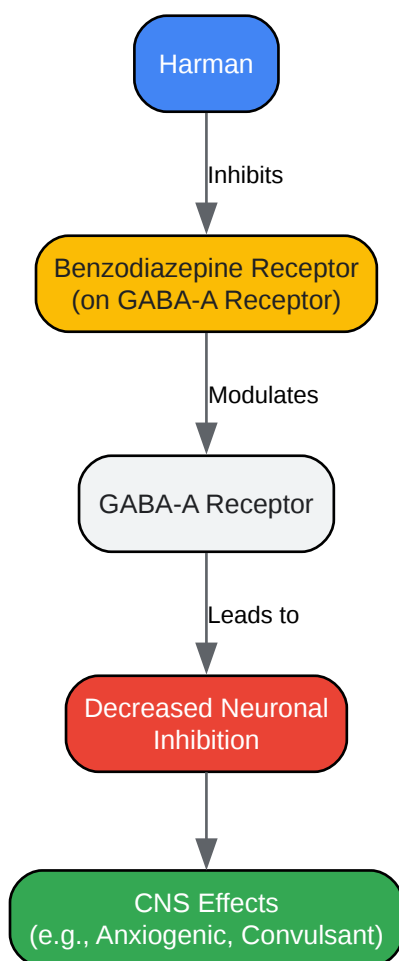 Harman
Inhibits
Benzodiazepine Receptor
(on GABA-A Receptor)
Modulates
GABA-A Receptor
Leads to
Decreased Neuronal
Inhibition
CNS Effects
(e.g., Anxiogenic, Convulsant)